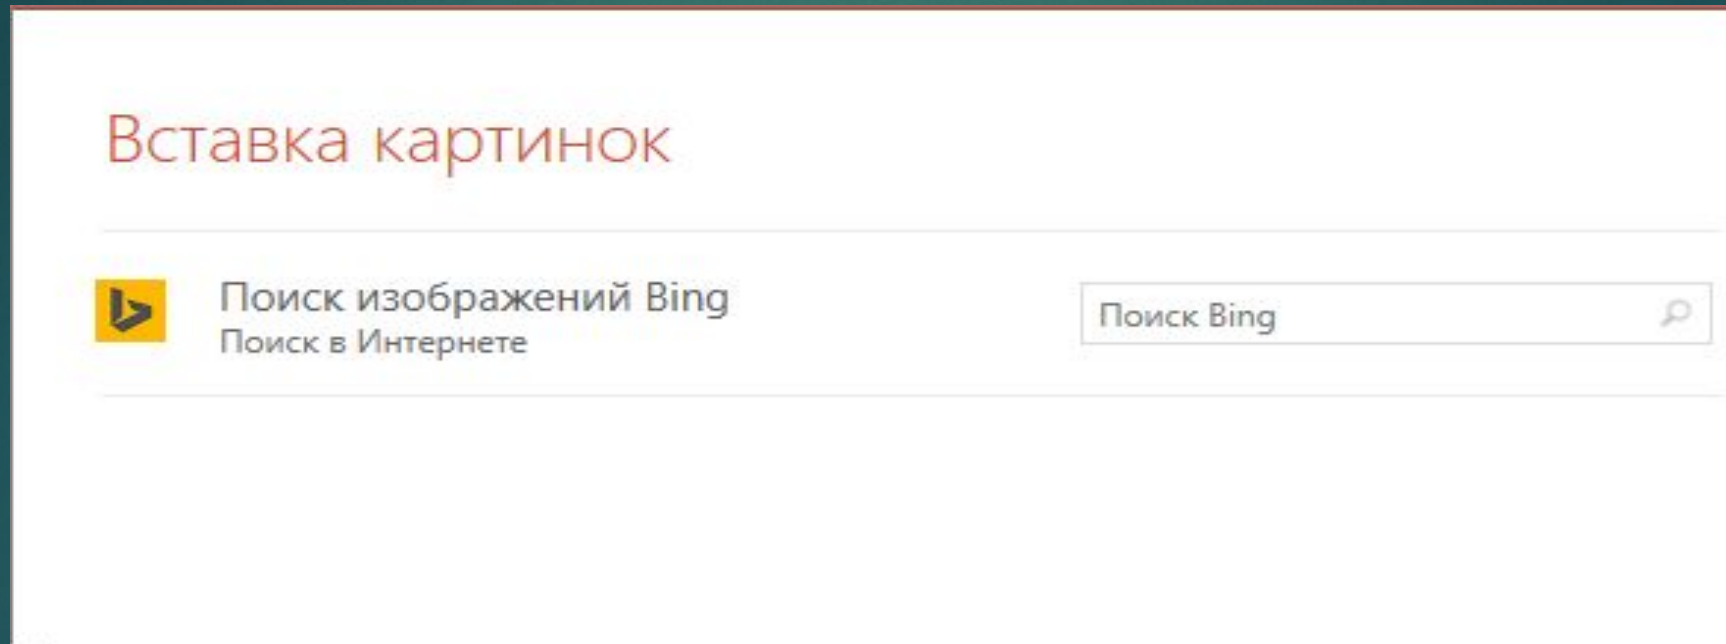 Вставка картинок
Поиск изображений Bing
Поиск в Интернете
Поиск Bing